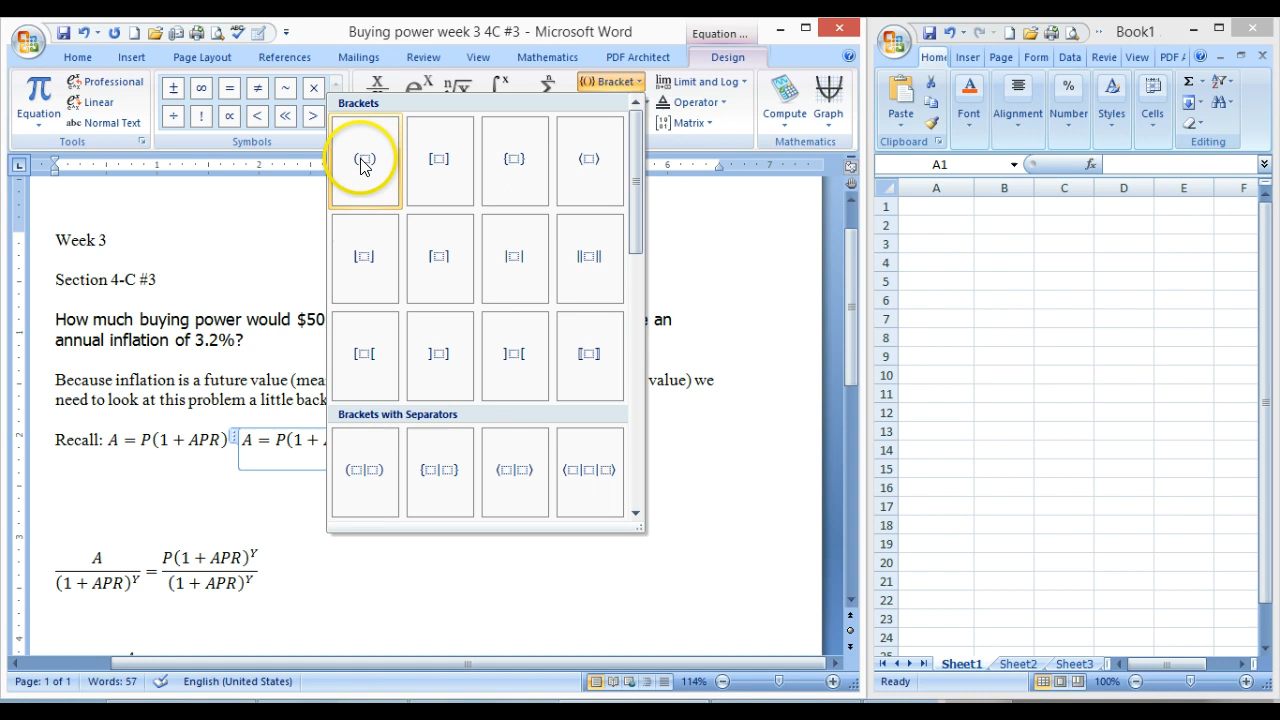 Buying power week 3 4C #3 - Microsoft Word
Equation ...
Book1
Home Insert Page Layout References Mailings Review View Mathematics PDF Architect Design
Home Inser Page Form Data Revie View PDF
Equation
Professional
Linear
abc Normal Text
Tools
± ∞ = ≠ ~ ×
÷ ! ∝ < ≪ >
Symbols
Bracket
Limit and Log
Operator
Matrix
Compute Graph
Mathematics
Paste
Font Alignment Number Styles Cells
Clipboard
Editing
A1
fx
A B C D E F
1
2
3
4
5
6
7
8
9
10
11
12
13
14
15
16
17
18
19
20
21
22
23
24
Brackets
Brackets with Separators
Week 3
Section 4-C #3
How much buying power would $50
e an
annual inflation of 3.2%?
Because inflation is a future value (mea
value) we
need to look at this problem a little back
Recall: A = P(1 + APR) A = P(1 +
A/(1 + APR)^Y = P(1 + APR)^Y/(1 + APR)^Y
Page: 1 of 1 Words: 57 English (United States) 114%
Sheet1 Sheet2 Sheet3
Ready 100%